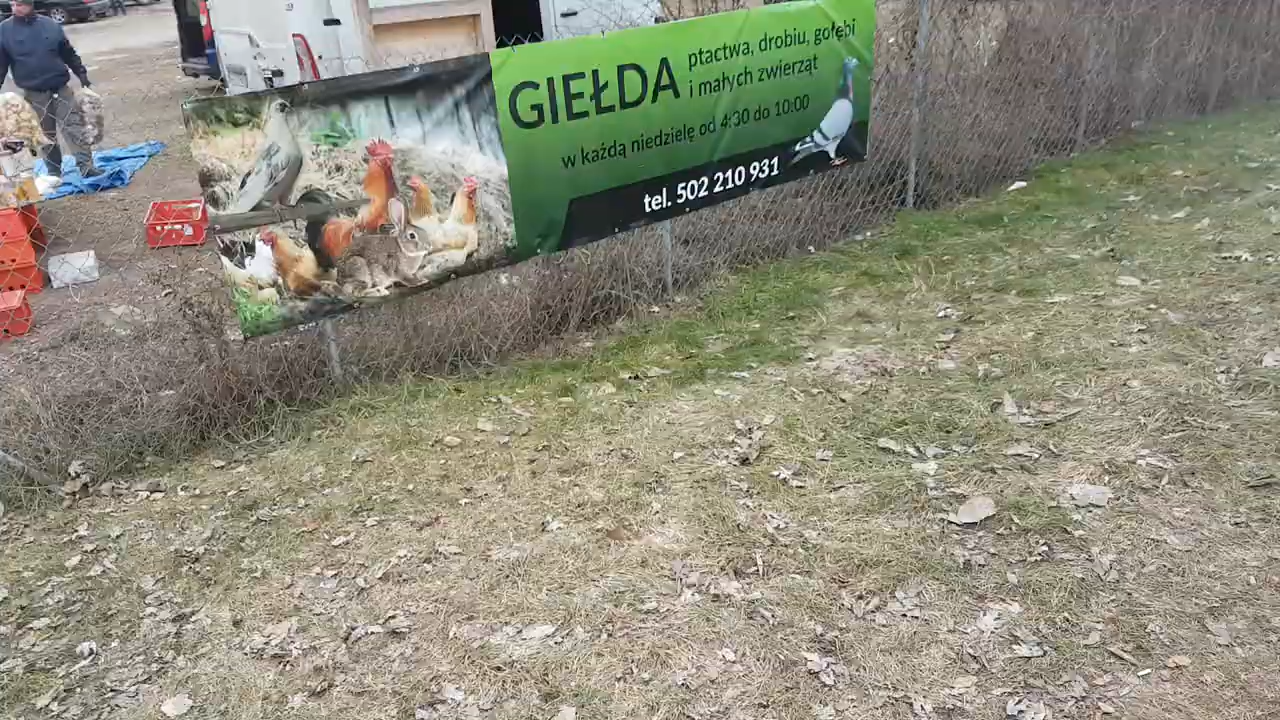 GIEŁDA
ptactwa, drobiu, gołębi
i małych zwierząt
w każdą niedzielę od 4:30 do 10:00
tel. 502 210 931